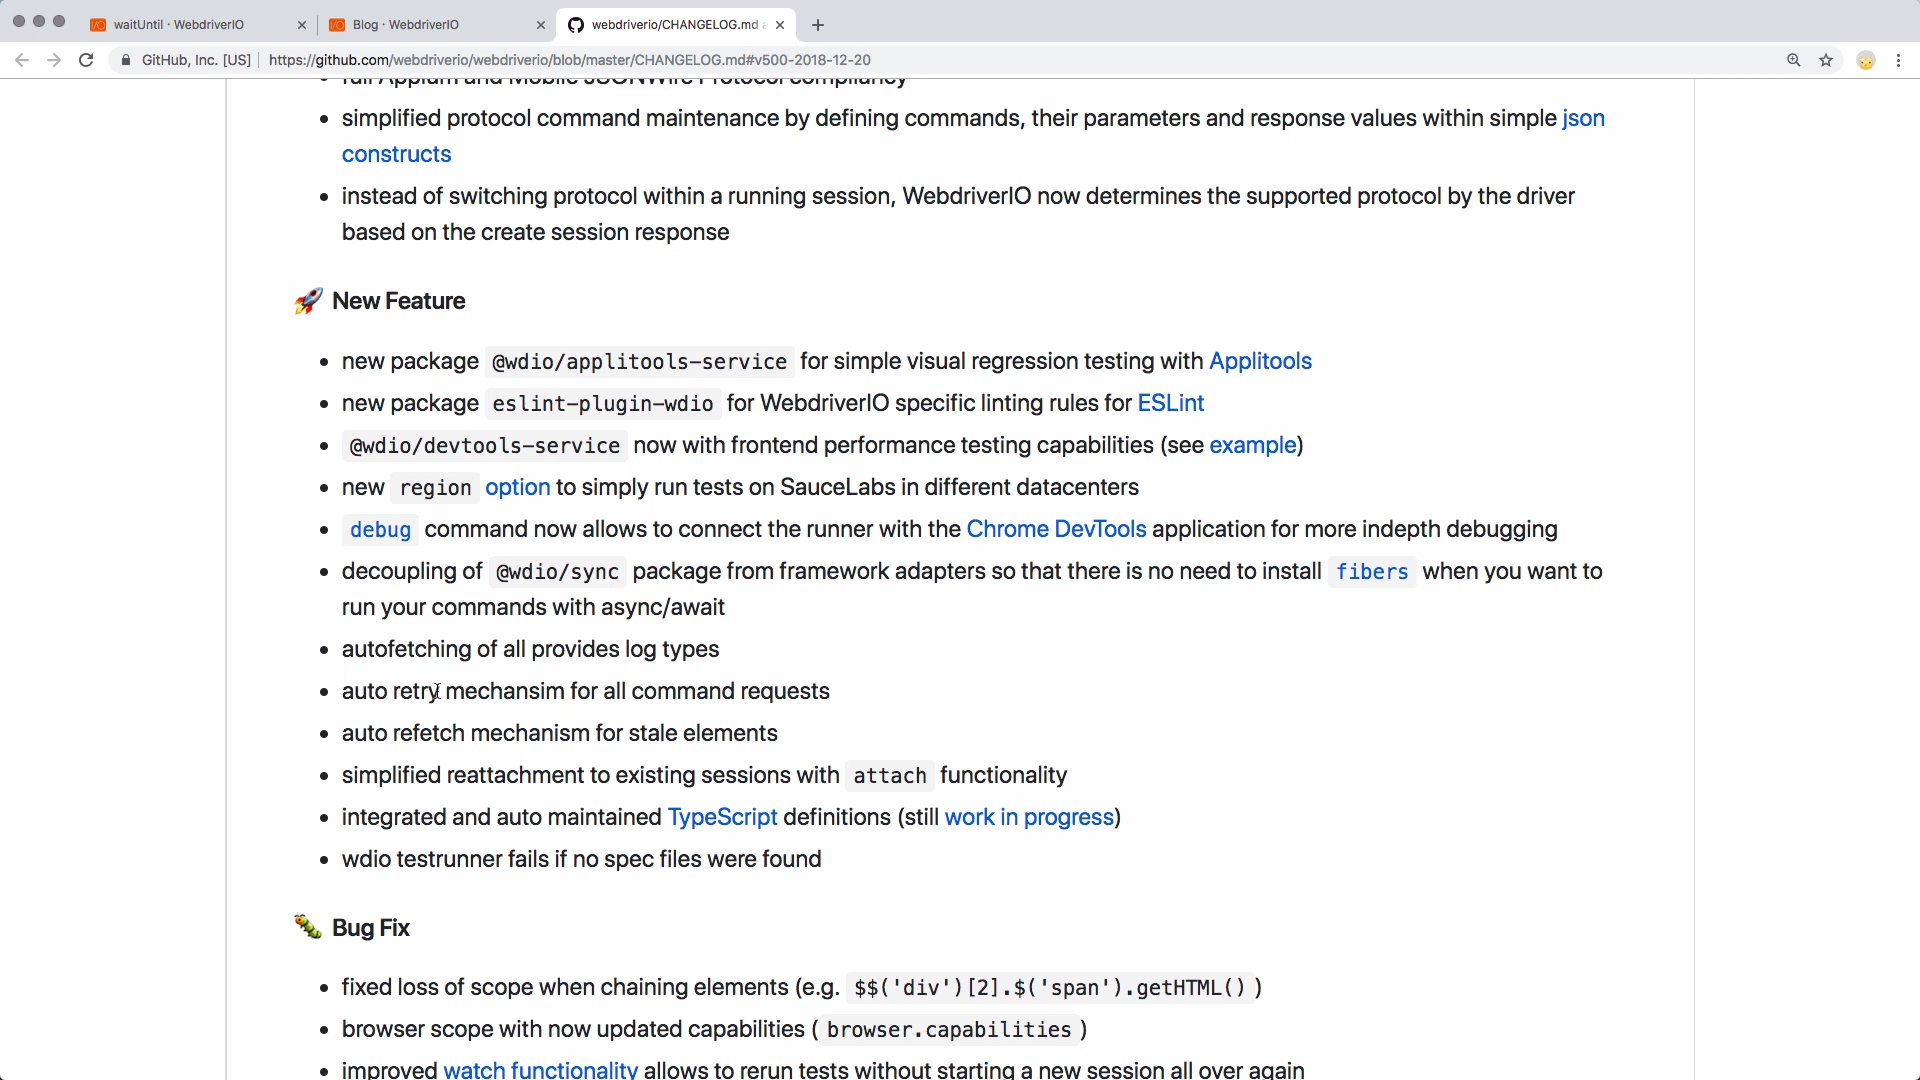 waitUntil · WebdriverIO
Blog · WebdriverIO
webdriverio/CHANGELOG.md
GitHub, Inc. [US]
https://github.com/webdriverio/webdriverio/blob/master/CHANGELOG.md#v500-2018-12-20
full Appium and Mobile JSONWire Protocol compliancy
simplified protocol command maintenance by defining commands, their parameters and response values within simple json
constructs
instead of switching protocol within a running session, WebdriverIO now determines the supported protocol by the driver
based on the create session response
🚀 New Feature
new package @wdio/applitools-service for simple visual regression testing with Applitools
new package eslint-plugin-wdio for WebdriverIO specific linting rules for ESLint
@wdio/devtools-service now with frontend performance testing capabilities (see example)
new region option to simply run tests on SauceLabs in different datacenters
debug command now allows to connect the runner with the Chrome DevTools application for more indepth debugging
decoupling of @wdio/sync package from framework adapters so that there is no need to install fibers when you want to
run your commands with async/await
autofetching of all provides log types
auto retry mechansim for all command requests
auto refetch mechanism for stale elements
simplified reattachment to existing sessions with attach functionality
integrated and auto maintained TypeScript definitions (still work in progress)
wdio testrunner fails if no spec files were found
🐛 Bug Fix
fixed loss of scope when chaining elements (e.g. $$('div')[2].$('span').getHTML() )
browser scope with now updated capabilities ( browser.capabilities )
improved watch functionality allows to rerun tests without starting a new session all over again